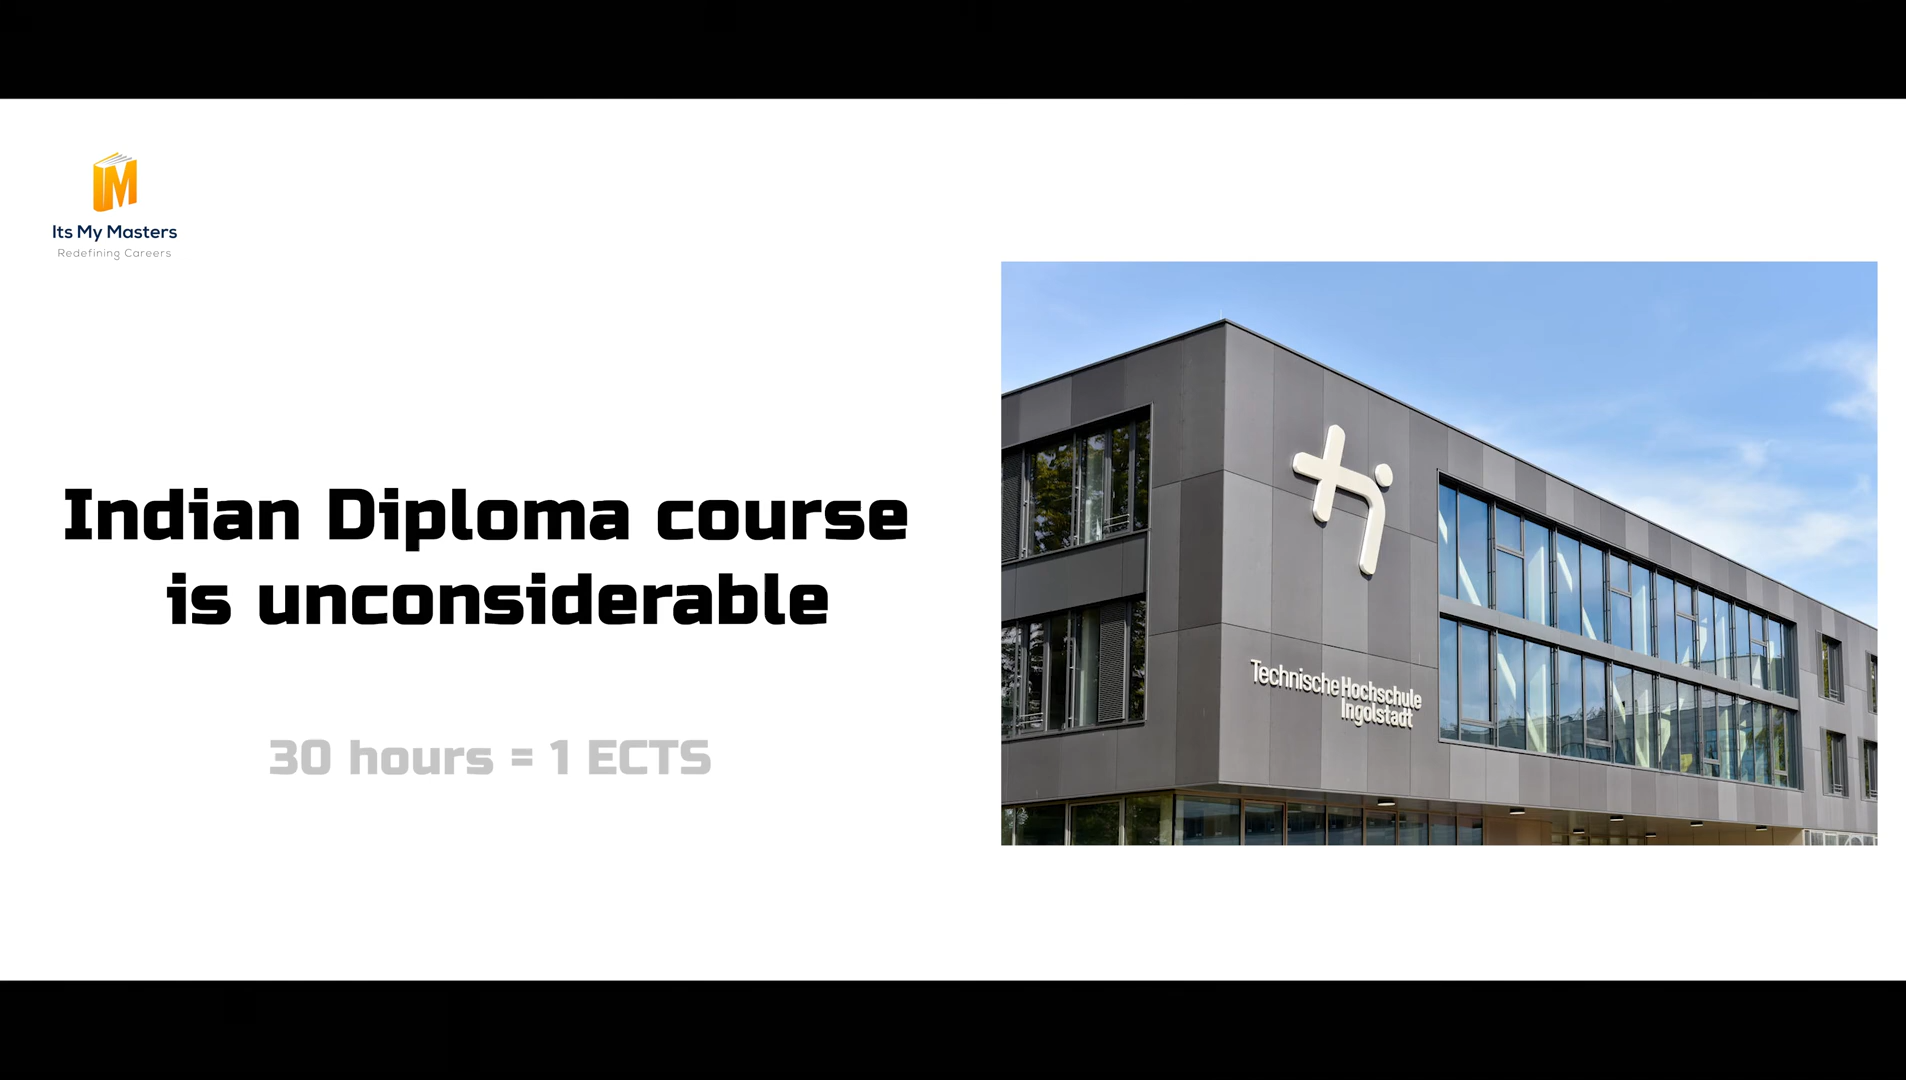 M
Its My Masters
Redefining Careers
Indian Diploma course
is unconsiderable
30 hours = 1 ECTS
Technische Hochschule
Ingolstadt